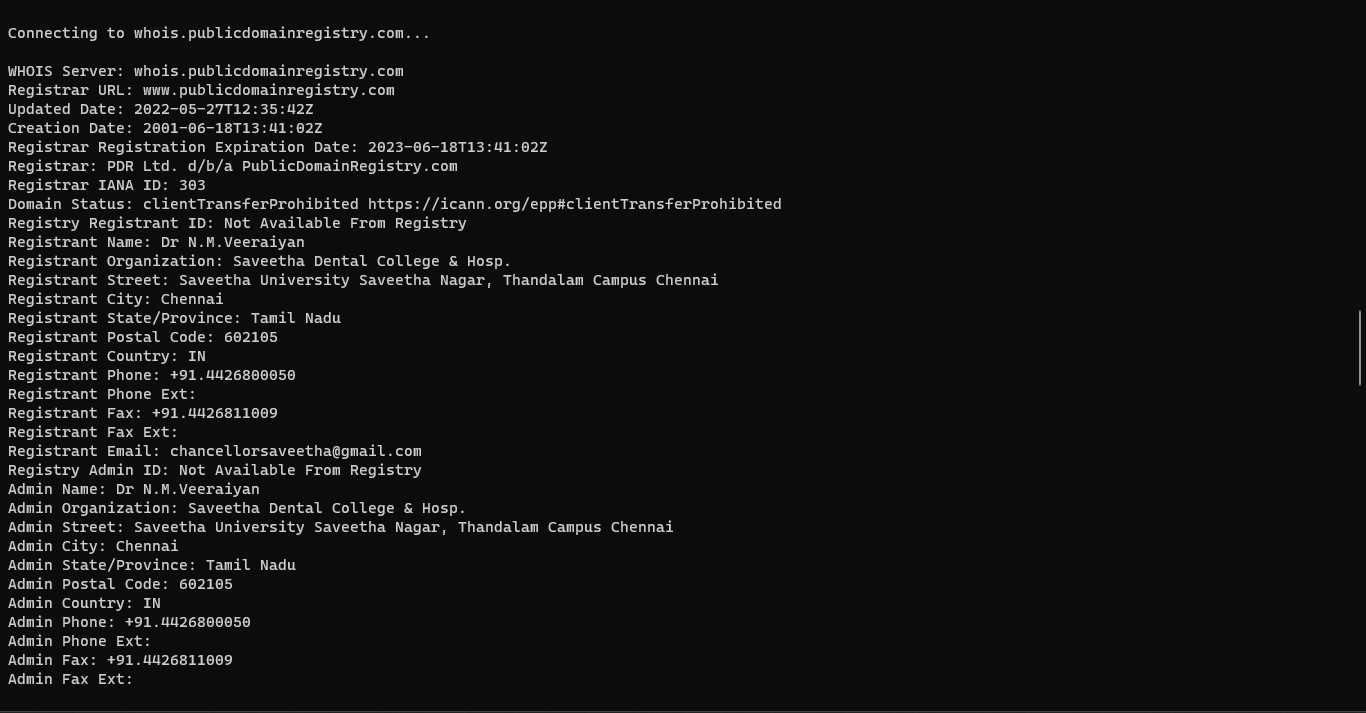 Connecting to whois.publicdomainregistry.com...
WHOIS Server: whois.publicdomainregistry.com
Registrar URL: www.publicdomainregistry.com
Updated Date: 2022-05-27T12:35:42Z
Creation Date: 2001-06-18T13:41:02Z
Registrar Registration Expiration Date: 2023-06-18T13:41:02Z
Registrar: PDR Ltd. d/b/a PublicDomainRegistry.com
Registrar IANA ID: 303
Domain Status: clientTransferProhibited https://icann.org/epp#clientTransferProhibited
Registry Registrant ID: Not Available From Registry
Registrant Name: Dr N.M.Veeraiyan
Registrant Organization: Saveetha Dental College & Hosp.
Registrant Street: Saveetha University Saveetha Nagar, Thandalam Campus Chennai
Registrant City: Chennai
Registrant State/Province: Tamil Nadu
Registrant Postal Code: 602105
Registrant Country: IN
Registrant Phone: +91.4426800050
Registrant Phone Ext:
Registrant Fax: +91.4426811009
Registrant Fax Ext:
Registrant Email: chancellorsaveetha@gmail.com
Registry Admin ID: Not Available From Registry
Admin Name: Dr N.M.Veeraiyan
Admin Organization: Saveetha Dental College & Hosp.
Admin Street: Saveetha University Saveetha Nagar, Thandalam Campus Chennai
Admin City: Chennai
Admin State/Province: Tamil Nadu
Admin Postal Code: 602105
Admin Country: IN
Admin Phone: +91.4426800050
Admin Phone Ext:
Admin Fax: +91.4426811009
Admin Fax Ext: